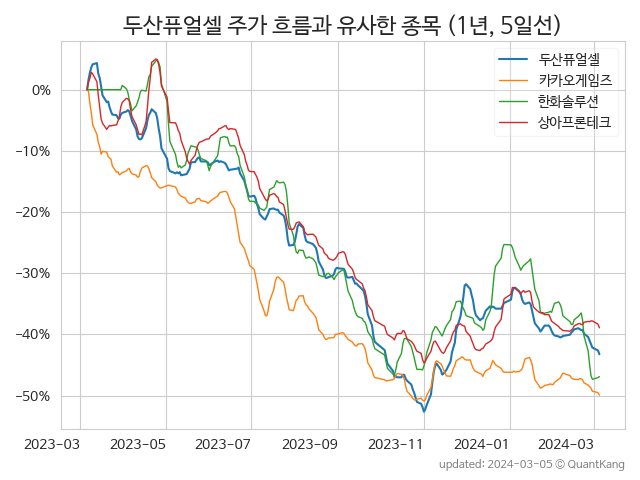 두산퓨얼셀 주가 흐름과 유사한 종목 (1년, 5일선)
두산퓨얼셀
카카오게임즈
한화솔루션
상아프론테크
0%
−10%
−20%
−30%
−40%
−50%
2023−03 2023−05 2023−07 2023−09 2023−11 2024−01 2024−03
updated: 2024-03-05 © QuantKang